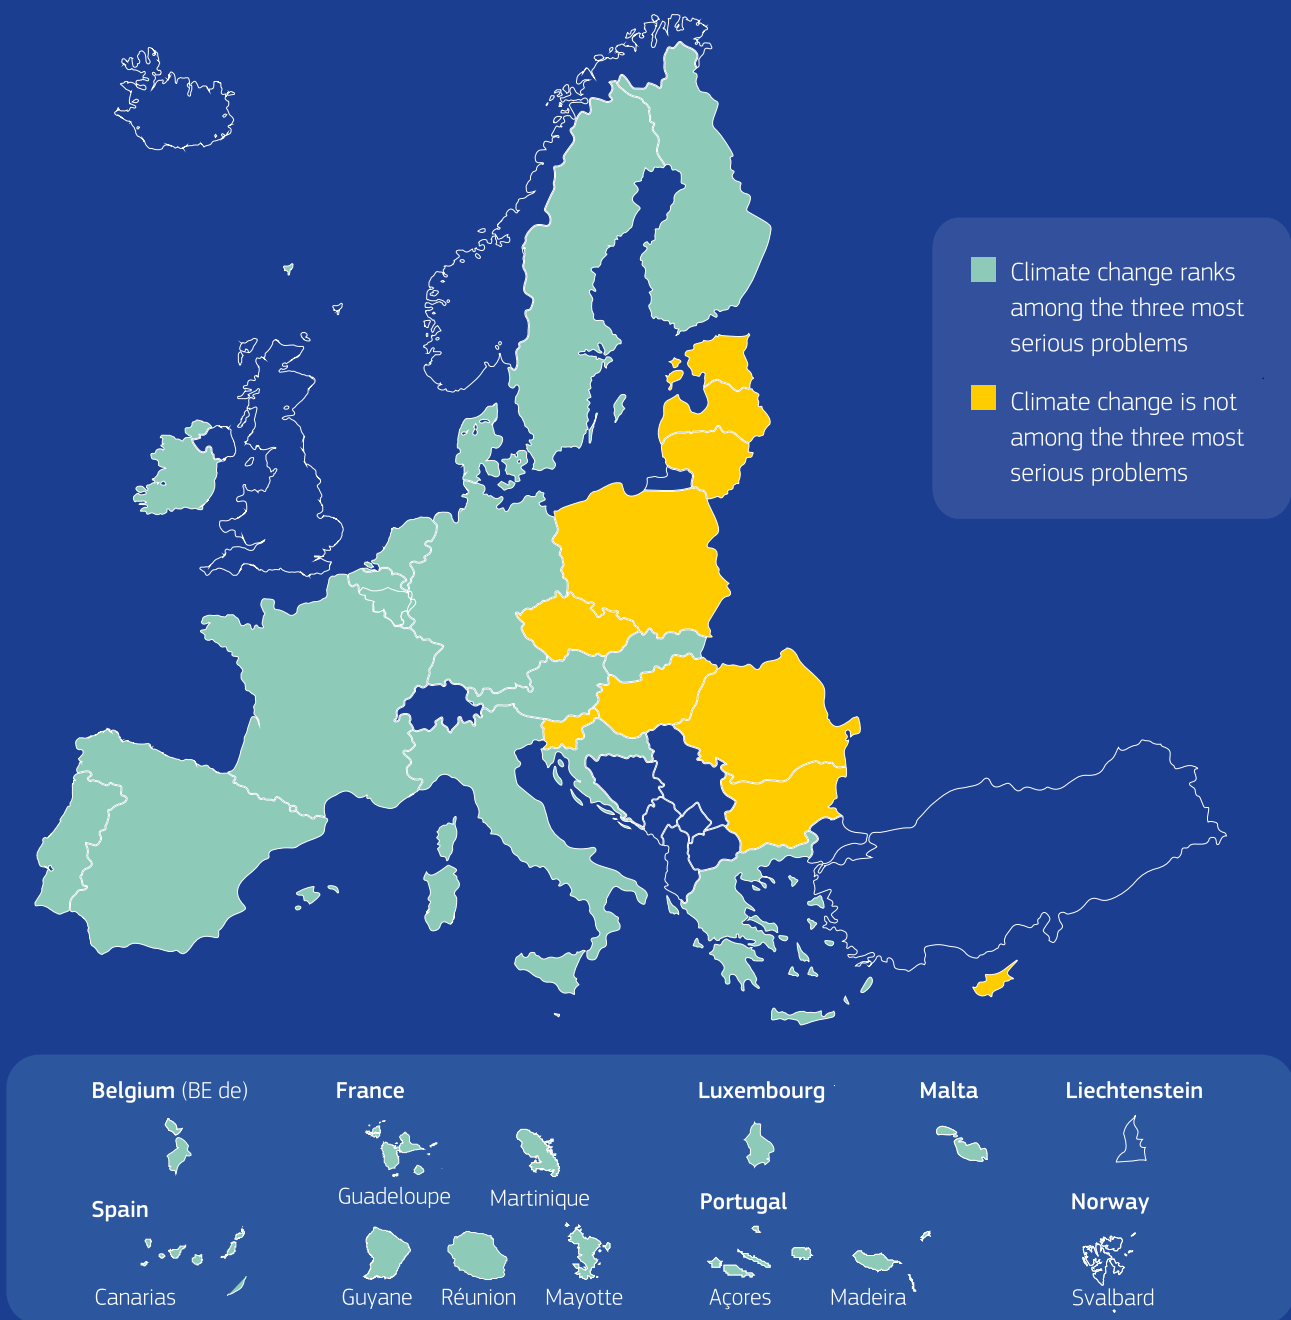 Climate change ranks
among the three most
serious problems
Climate change is not
among the three most
serious problems
Belgium (BE de)
France
Luxembourg
Malta
Liechtenstein
Guadeloupe
Martinique
Spain
Portugal
Norway
Canarias
Guyane
Réunion
Mayotte
Açores
Madeira
Svalbard